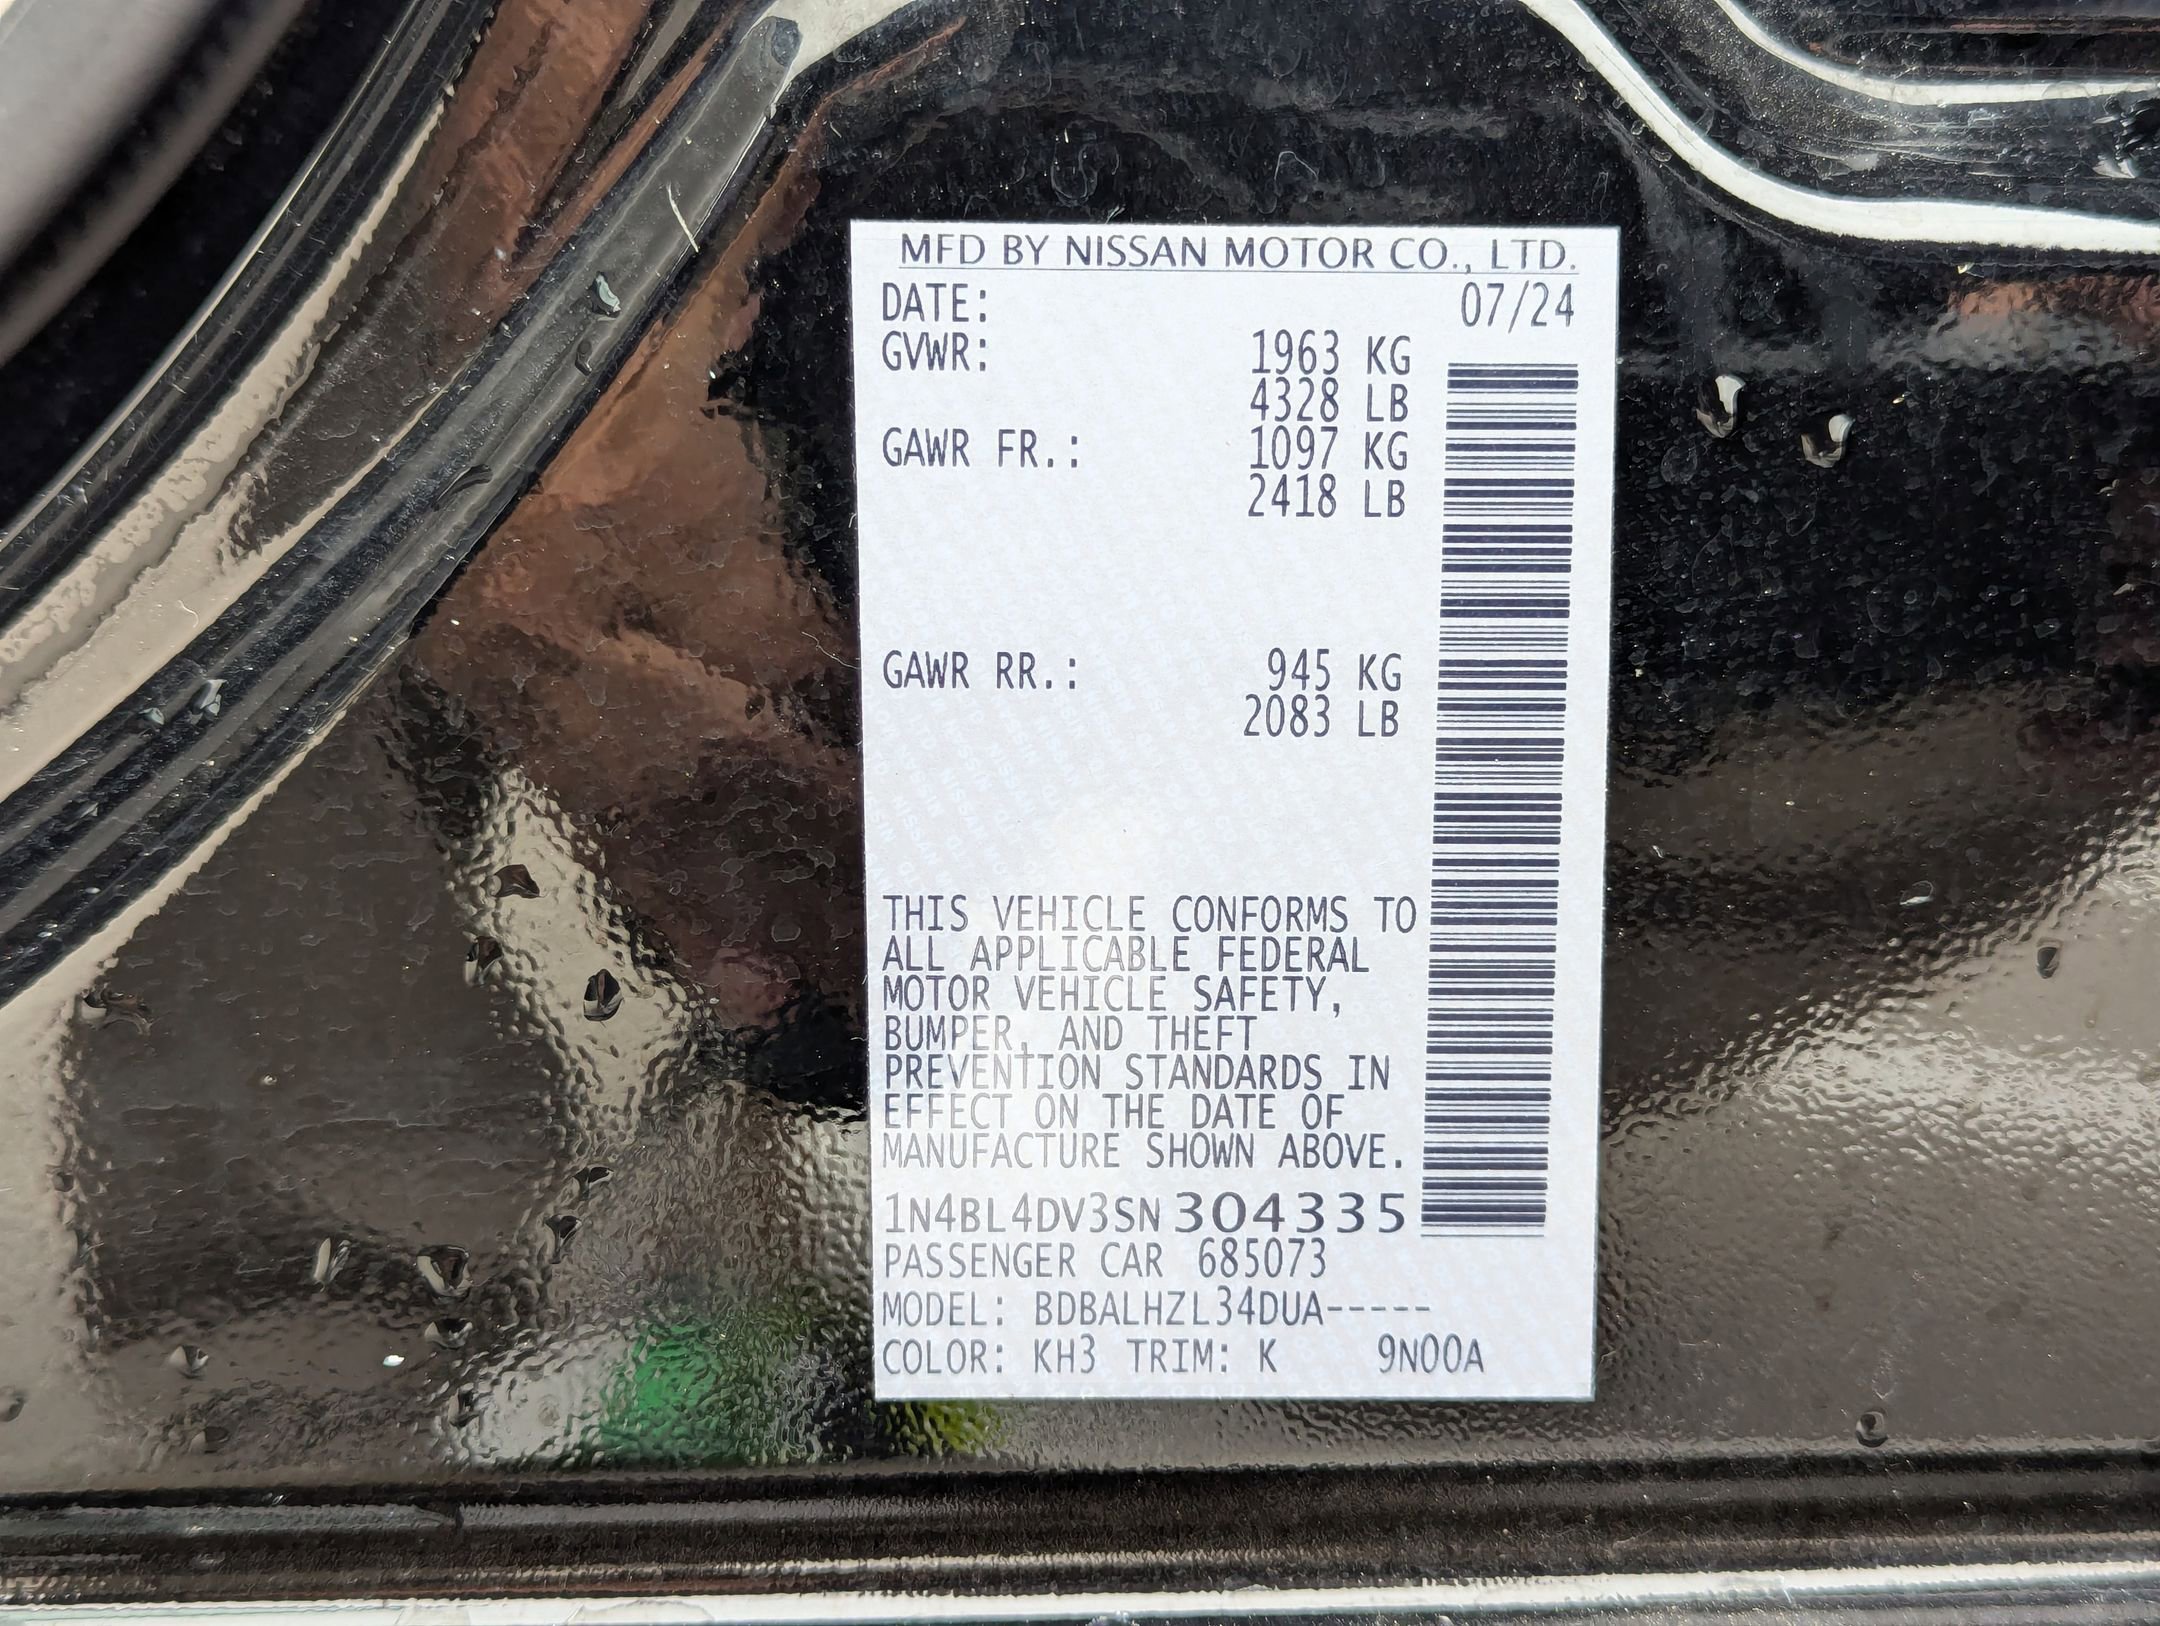 MFD BY NISSAN MOTOR CO., LTD.
DATE: 07/24
GVWR: 1963 KG
4328 LB
GAWR FR.: 1097 KG
2418 LB
GAWR RR.: 945 KG
2083 LB
THIS VEHICLE CONFORMS TO
ALL APPLICABLE FEDERAL
MOTOR VEHICLE SAFETY,
BUMPER, AND THEFT
PREVENTION STANDARDS IN
EFFECT ON THE DATE OF
MANUFACTURE SHOWN ABOVE.
1N4BL4DV3SN304335
PASSENGER CAR 685073
MODEL: BDBALHZL34DUA-----
COLOR: KH3 TRIM: K 9N00A